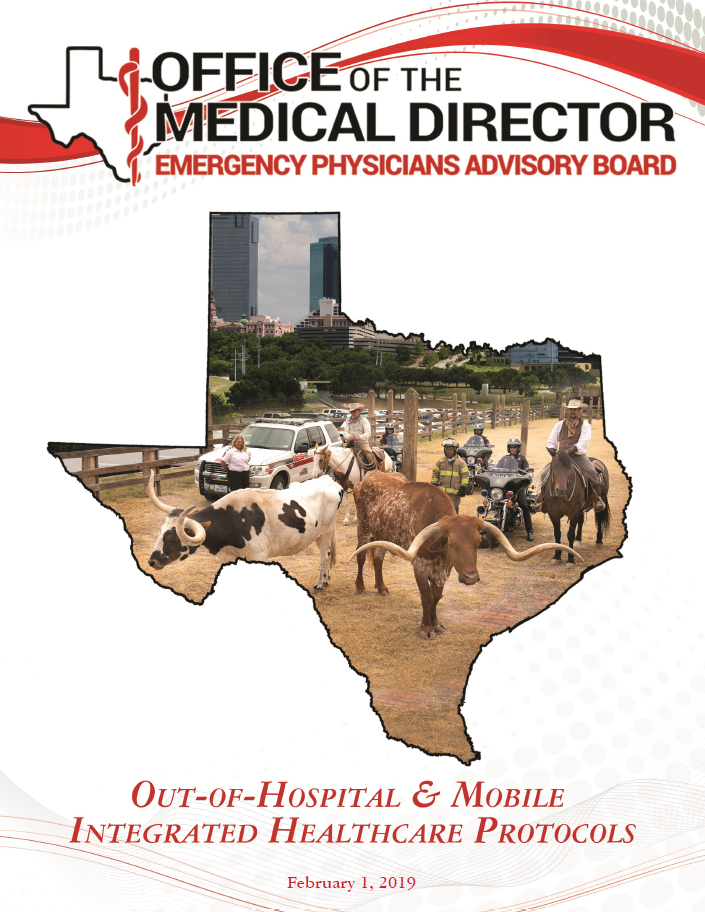 OFFICE OF THE
MEDICAL DIRECTOR
EMERGENCY PHYSICIANS ADVISORY BOARD
OUT-OF-HOSPITAL & MOBILE
INTEGRATED HEALTHCARE PROTOCOLS
February 1, 2019